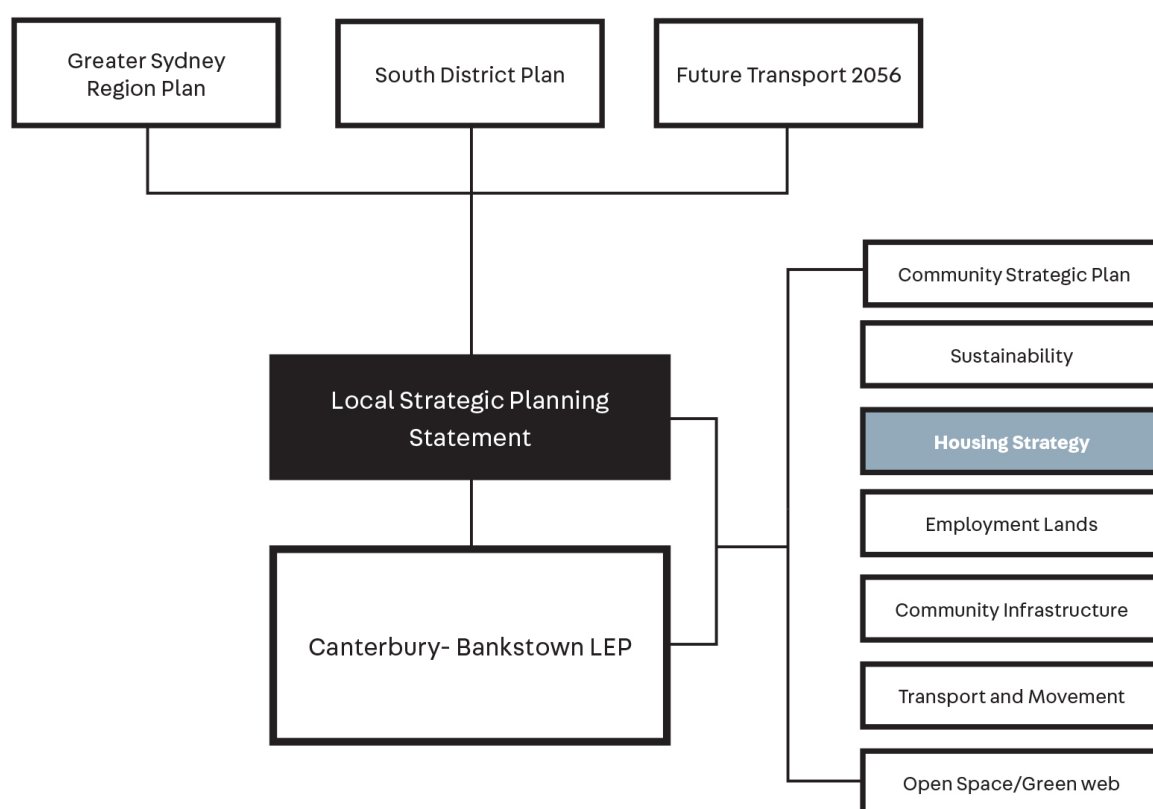 Greater Sydney
Region Plan
South District Plan
Future Transport 2056
Community Strategic Plan
Sustainability
Local Strategic Planning
Statement
Housing Strategy
Employment Lands
Community Infrastructure
Canterbury- Bankstown LEP
Transport and Movement
Open Space/Green web